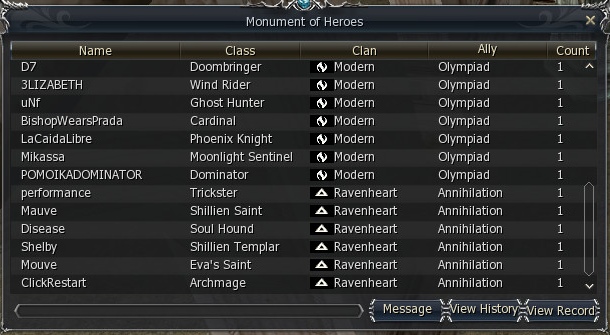 Monument of Heroes
Name Class Clan Ally Count
D7 Doombringer Modern Olympiad 1
3LIZABETH Wind Rider Modern Olympiad 1
uNf Ghost Hunter Modern Olympiad 1
BishopWearsPrada Cardinal Modern Olympiad 1
LaCaidaLibre Phoenix Knight Modern Olympiad 1
Mikassa Moonlight Sentinel Modern Olympiad 1
POMOIKADOMINATOR Dominator Modern Olympiad 1
performance Trickster Ravenheart Annihilation 1
Mauve Shillien Saint Ravenheart Annihilation 1
Disease Soul Hound Ravenheart Annihilation 1
Shelby Shillien Templar Ravenheart Annihilation 1
Mouve Eva's Saint Ravenheart Annihilation 1
ClickRestart Archmage Ravenheart Annihilation 1
Message View History View Record